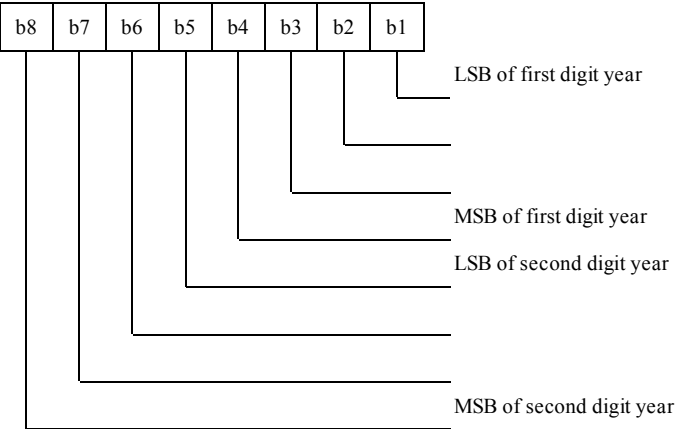 b8 b7 b6 b5 b4 b3 b2 b1
LSB of first digit year
MSB of first digit year
LSB of second digit year
MSB of second digit year